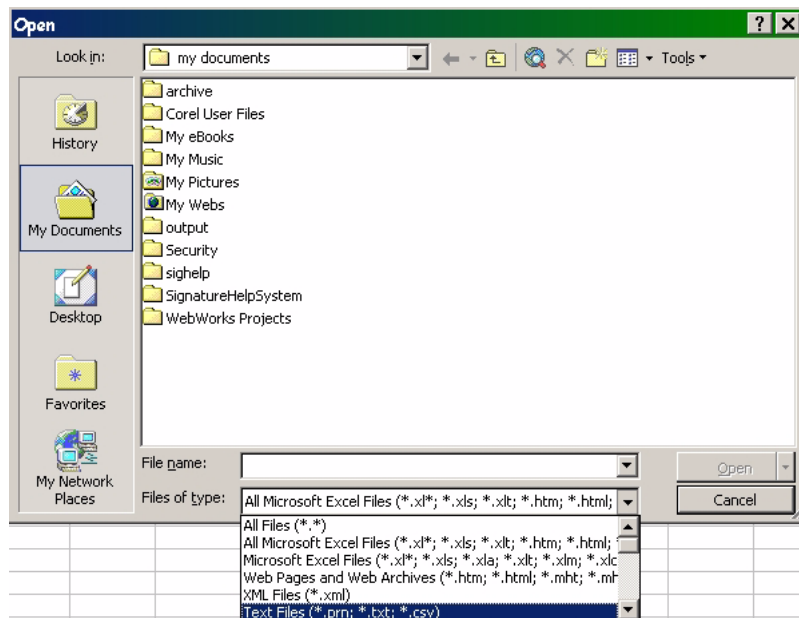 Open
Look in: my documents Tools
History
My Documents
Desktop
Favorites
My Network
Places
archive
Corel User Files
My eBooks
My Music
My Pictures
My Webs
output
Security
sighelp
SignatureHelpSystem
WebWorks Projects
File name: Open
Files of type: All Microsoft Excel Files (*.xl*; *.xls; *.xlt; *.htm; *.html; Cancel
All Files (*.*)
All Microsoft Excel Files (*.xl*; *.xls; *.xlt; *.htm; *.html;
Microsoft Excel Files (*.xl*; *.xls; *.xla; *.xlt; *.xlm; *.xlc
Web Pages and Web Archives (*.htm; *.html; *.mht; *.mh
XML Files (*.xml)
Text Files (*.prn; *.txt; *.csv)